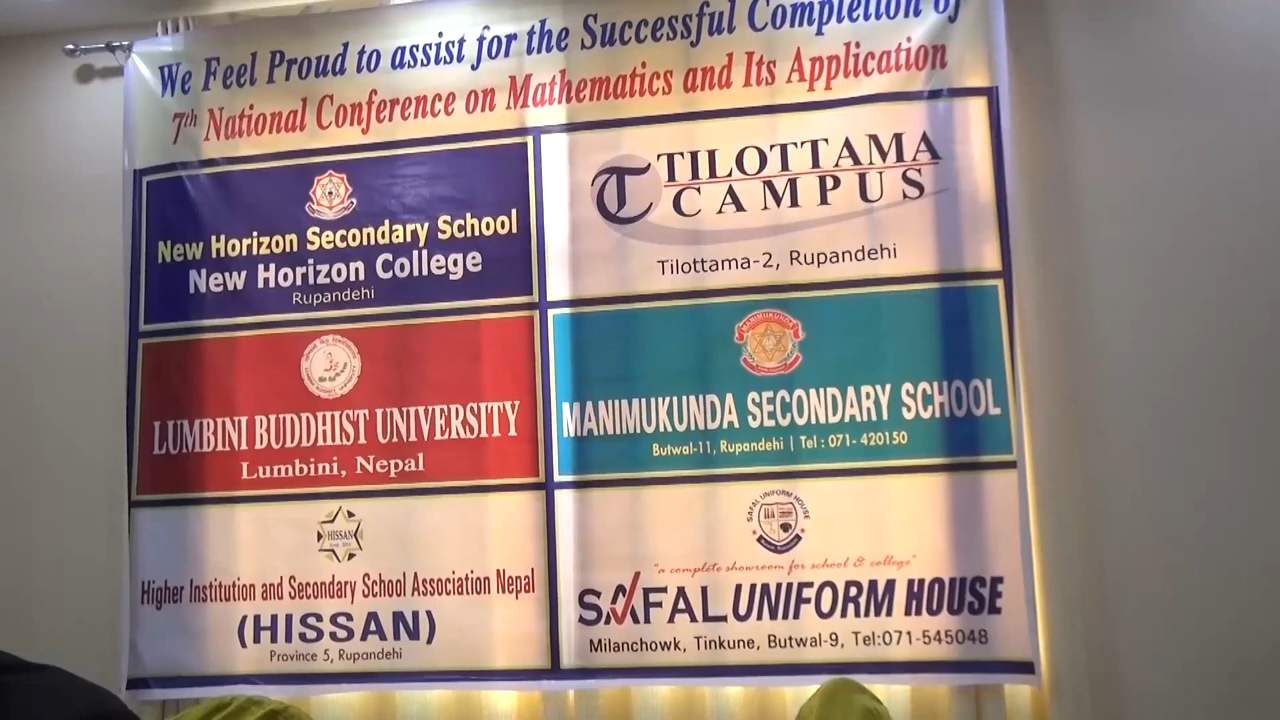 We Feel Proud to assist for the Successful Completion of
7th National Conference on Mathematics and Its Application
New Horizon Secondary School
New Horizon College
Rupandehi
T TILOTTAMA
CAMPUS
Tilottama-2, Rupandehi
LUMBINI BUDDHIST UNIVERSITY
Lumbini, Nepal
MANIMUKUNDA
MANIMUKUNDA SECONDARY SCHOOL
Butwal-11, Rupandehi | Tel : 071- 420150
HISSAN
Higher Institution and Secondary School Association Nepal
(HISSAN)
Province 5, Rupandehi
SAFAL UNIFORM HOUSE
"a complete showroom for school & college"
SAFAL UNIFORM HOUSE
Milanchowk, Tinkune, Butwal-9, Tel:071-545048